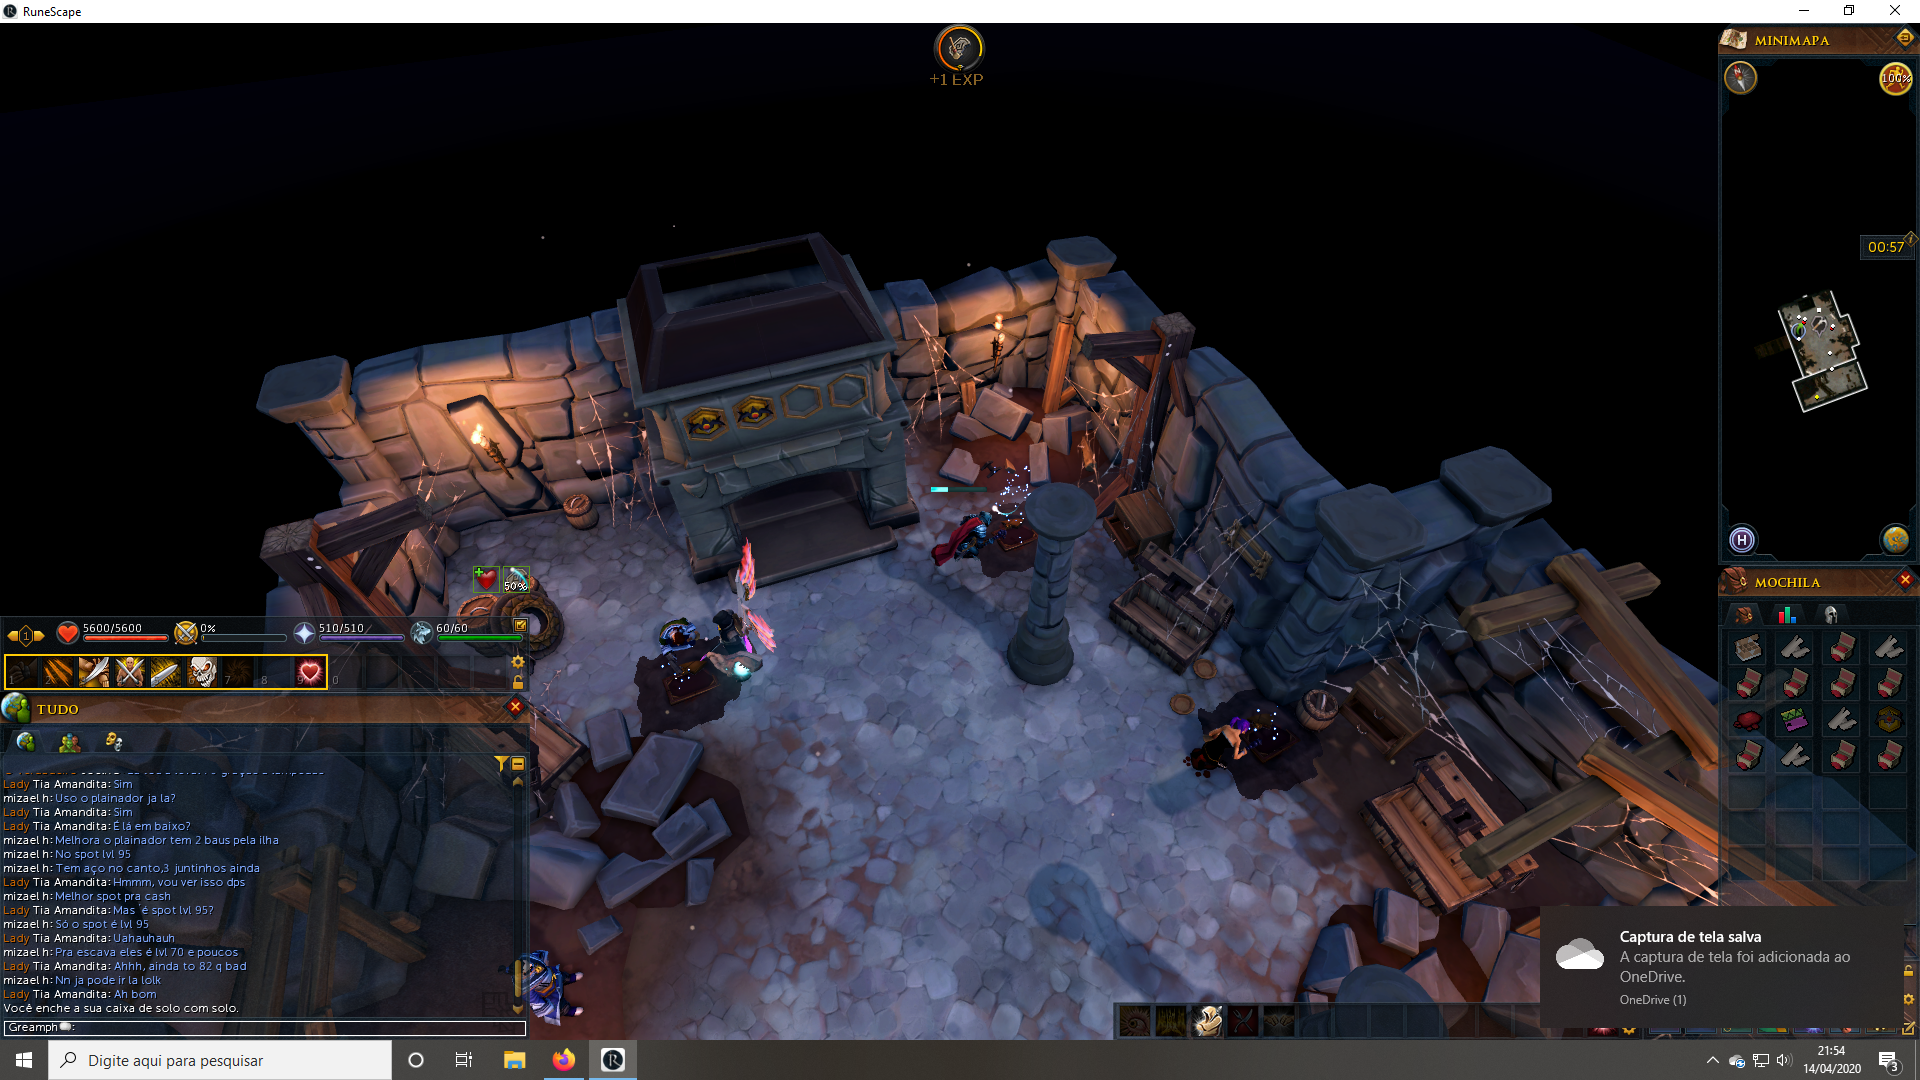 RuneScape
+1 EXP
MINIMAPA
100%
00:57
H
50%
1
5600/5600
0%
510/510
60/60
7
8
0
TUDO
Lady Tia Amandita: Sim
mizael h: Uso o plainador ja la?
Lady Tia Amandita: Sim
Lady Tia Amandita: É lá em baixo?
mizael h: Melhora o plainador tem 2 baus pela ilha
mizael h: No spot lvl 95
mizael h: Tem aço no canto,3 juntinhos ainda
Lady Tia Amandita: Hmmm, vou ver isso dps
mizael h: Melhor spot pra cash
Lady Tia Amandita: Mas ´é spot lvl 95?
mizael h: Só o spot é lvl 95
Lady Tia Amandita: Uahauhauh
mizael h: Pra escava eles é lvl 70 e poucos
Lady Tia Amandita: Ahhh, ainda to 82 q bad
mizael h: Nn ja pode ir la lolk
Lady Tia Amandita: Ah bom
Você enche a sua caixa de solo com solo.
Greamph:
MOCHILA
Captura de tela salva
A captura de tela foi adicionada ao
OneDrive.
OneDrive (1)
Digite aqui para pesquisar
21:54
14/04/2020
3